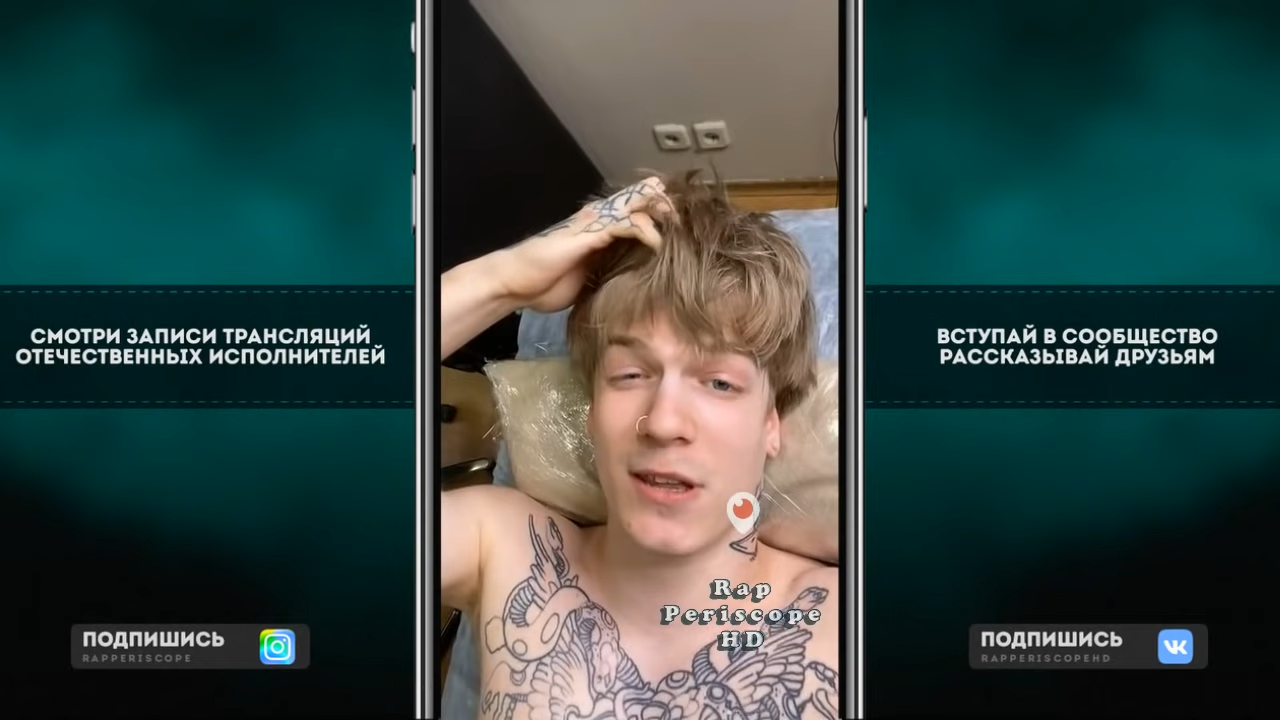 СМОТРИ ЗАПИСИ ТРАНСЛЯЦИЙ
ОТЕЧЕСТВЕННЫХ ИСПОЛНИТЕЛЕЙ
ВСТУПАЙ В СООБЩЕСТВО
РАССКАЗЫВАЙ ДРУЗЬЯМ
Rap
Periscope
HD
ПОДПИШИСЬ
RAPPERISCOPE
ПОДПИШИСЬ
RAPPERISCOPEHD